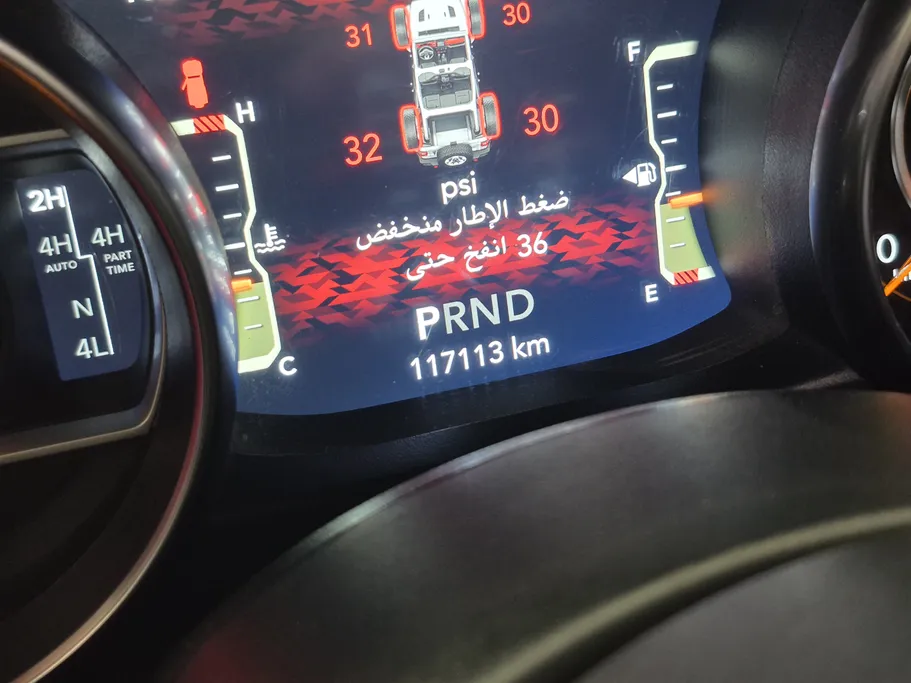 31 30
H
F
32 30
psi
ضغط الإطار منخفض
انفخ حتى 36
2H
4H AUTO
4H PART TIME
N
4L
E
C
PRND
117113 km
0